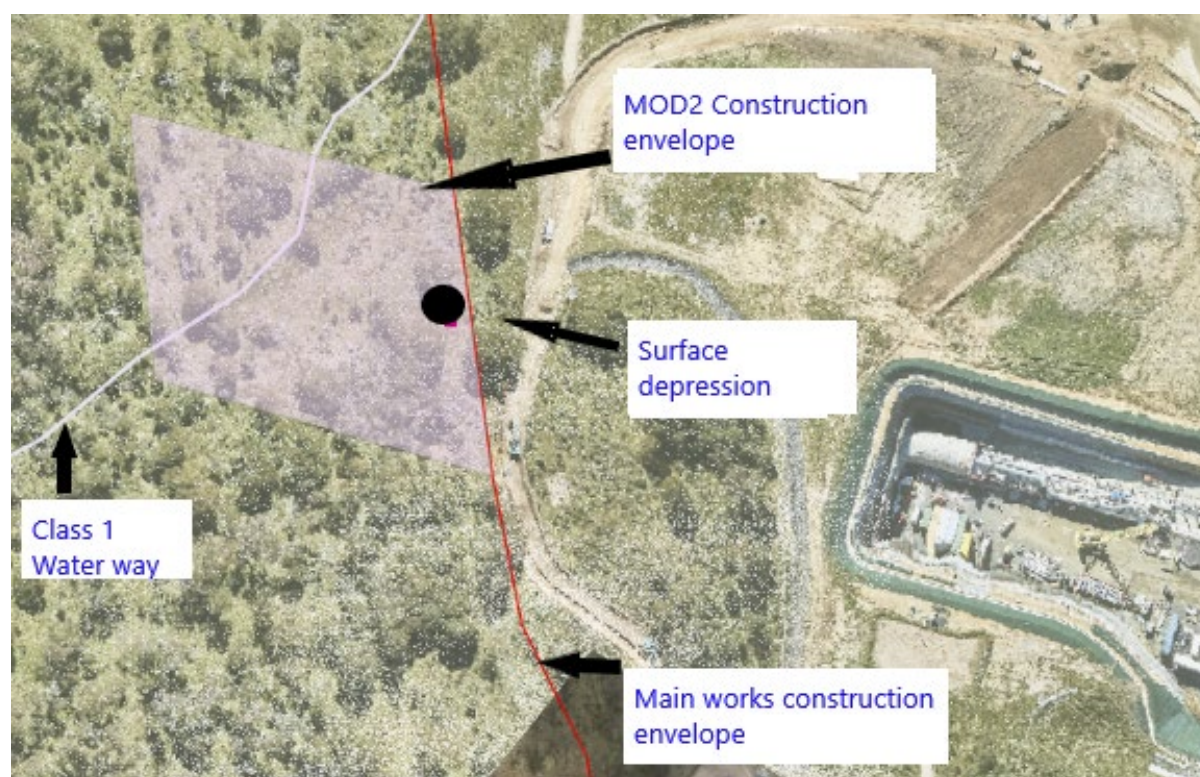 MOD2 Construction
envelope
Surface
depression
Class 1
Water way
Main works construction
envelope